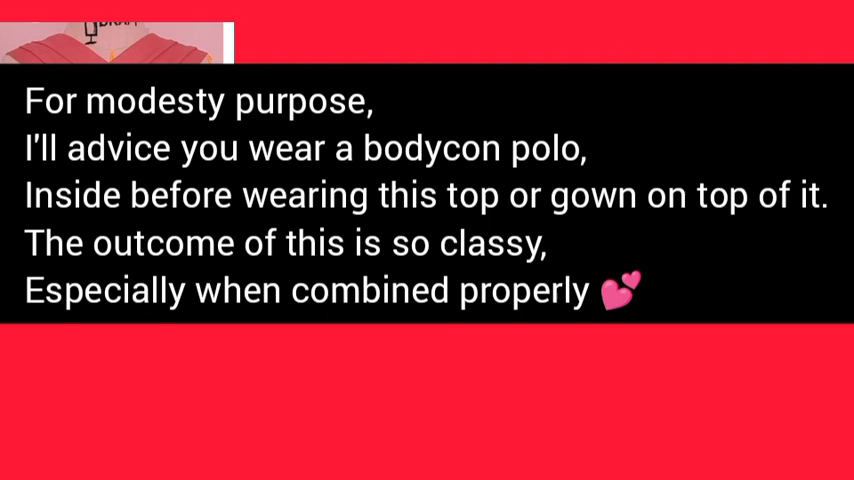 For modesty purpose,
I'll advice you wear a bodycon polo,
Inside before wearing this top or gown on top of it.
The outcome of this is so classy,
Especially when combined properly 💕